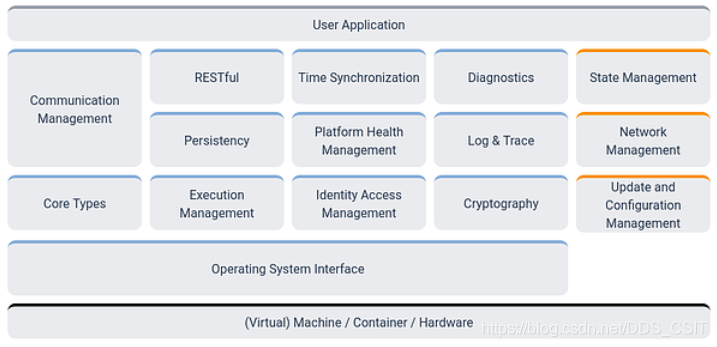 User Application
Communication
Management
RESTful
Time Synchronization
Diagnostics
State Management
Persistency
Platform Health
Management
Log & Trace
Network
Management
Core Types
Execution
Management
Identity Access
Management
Cryptography
Update and
Configuration
Management
Operating System Interface
(Virtual) Machine / Container / Hardware
https://blog.csdn.net/DDS_CSIT